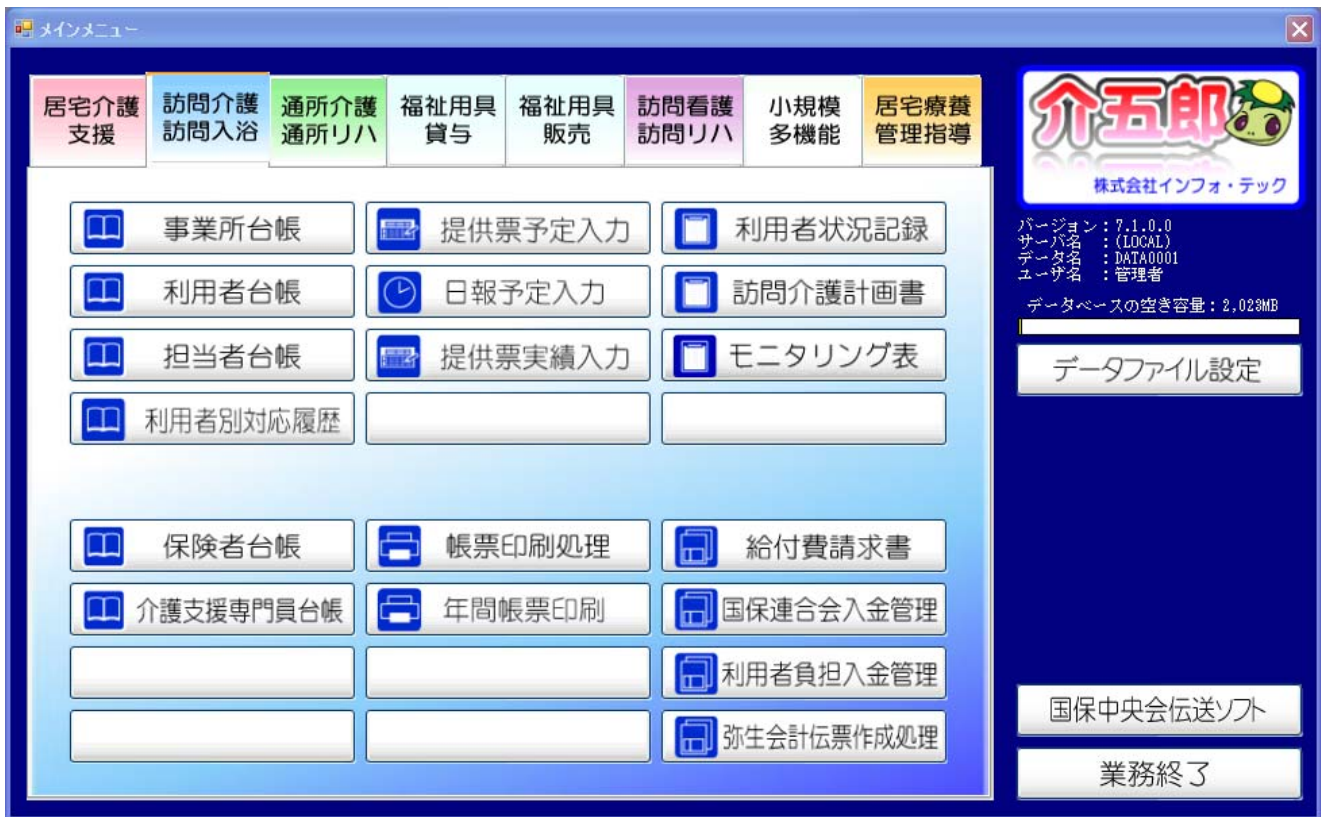 メインメニュー
居宅介護
支援
訪問介護
訪問入浴
通所介護
通所リハ
福祉用具
貸与
福祉用具
販売
訪問看護
訪問リハ
小規模
多機能
居宅療養
管理指導
事業所台帳
提供票予定入力
利用者状況記録
利用者台帳
日報予定入力
訪問介護計画書
担当者台帳
提供票実績入力
モニタリング表
利用者別対応履歴
保険者台帳
帳票印刷処理
給付費請求書
介護支援専門員台帳
年間帳票印刷
国保連合会入金管理
利用者負担入金管理
弥生会計伝票作成処理
介五郎
株式会社インフォ・テック
バージョン：7.1.0.0
サーバ名　：(LOCAL)
データ名　：DATA0001
ユーザ名　：管理者
データベースの空き容量：2,023MB
データファイル設定
国保中央会伝送ソフト
業務終了